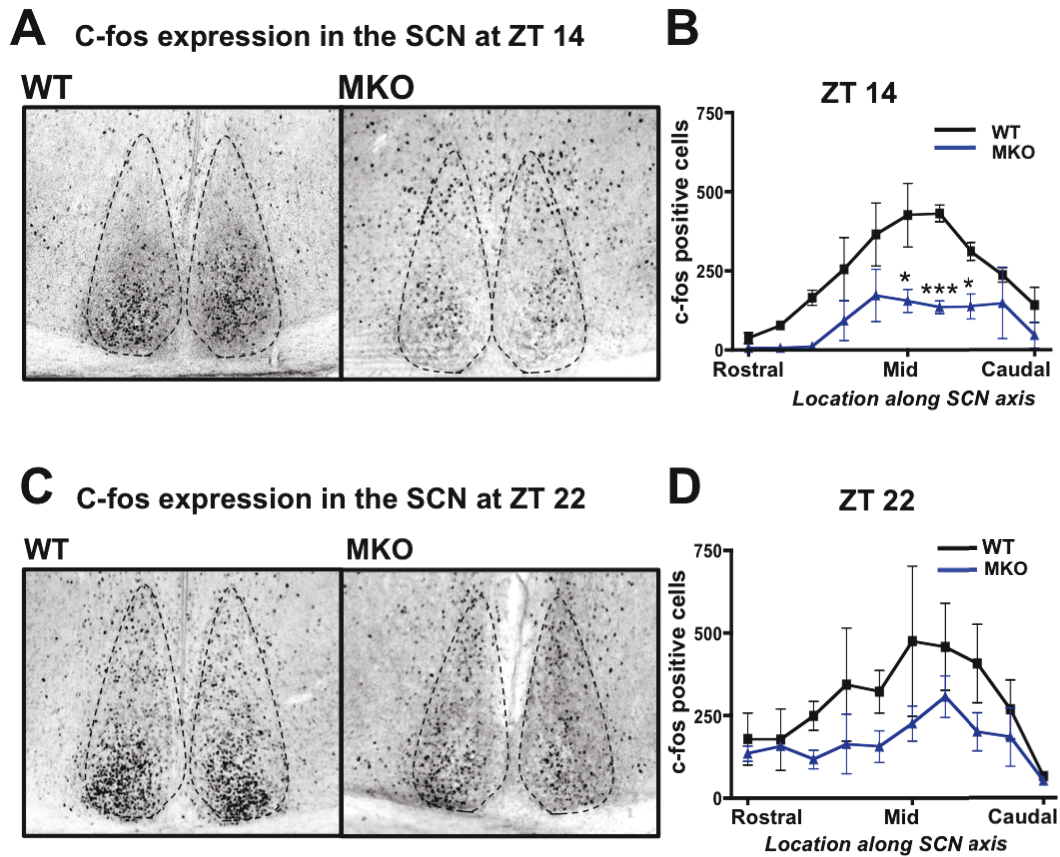 A C-fos expression in the SCN at ZT 14
WT MKO
B
ZT 14
WT
MKO
750
500
250
0
c-fos positive cells
* *** *
Rostral Mid Caudal
Location along SCN axis
C C-fos expression in the SCN at ZT 22
WT MKO
D
ZT 22
WT
MKO
750
500
250
0
c-fos positive cells
Rostral Mid Caudal
Location along SCN axis